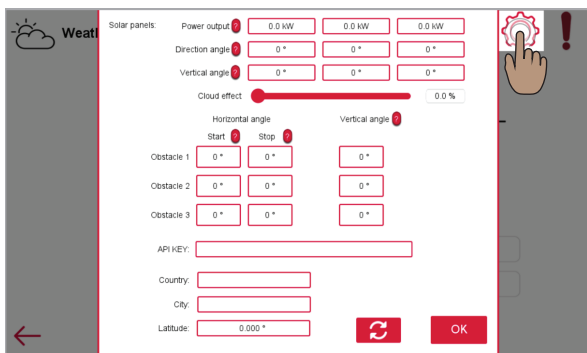 Weatl
Solar panels: Power output ? 0.0 kW 0.0 kW 0.0 kW
Direction angle ? 0 ° 0 ° 0 °
Vertical angle ? 0 ° 0 ° 0 °
Cloud effect 0.0 %
Horizontal angle Vertical angle ?
Start ? Stop ?
Obstacle 1 0 ° 0 ° 0 °
Obstacle 2 0 ° 0 ° 0 °
Obstacle 3 0 ° 0 ° 0 °
API KEY:
Country:
City:
Latitude: 0.000 °
OK